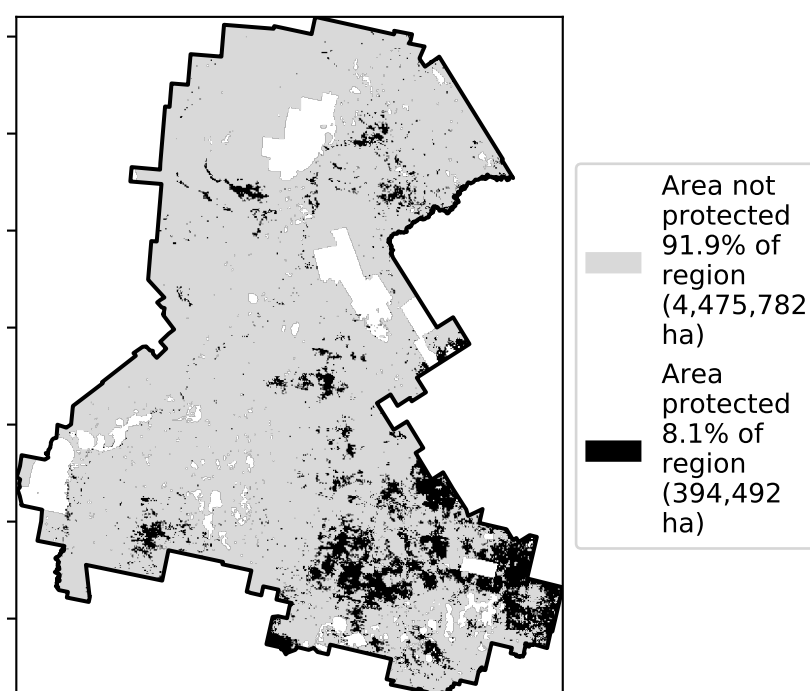 Area not
protected
91.9% of
region
(4,475,782
ha)
Area
protected
8.1% of
region
(394,492
ha)